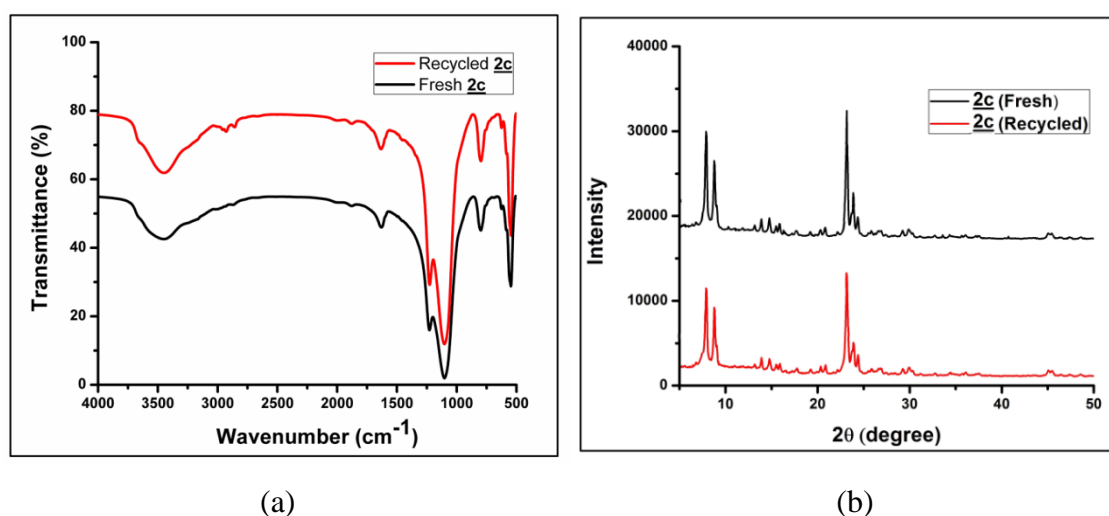 100
80
60
40
20
0
Transmittance (%)
Recycled 2c
Fresh 2c
4000 3500 3000 2500 2000 1500 1000 500
Wavenumber (cm-1)
(a)
40000
30000
20000
10000
0
Intensity
2c (Fresh)
2c (Recycled)
10 20 30 40 50
2θ (degree)
(b)